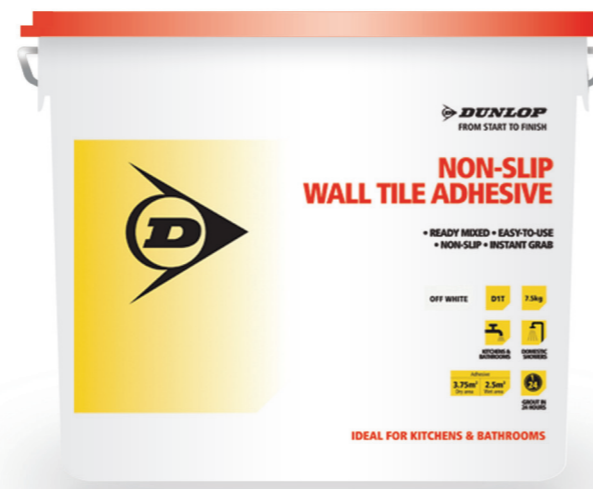 DUNLOP
FROM START TO FINISH
NON-SLIP
WALL TILE ADHESIVE
• READY MIXED • EASY-TO-USE
• NON-SLIP • INSTANT GRAB
D
OFF WHITE D1T 7.5kg
KITCHENS & BATHROOMS
DOMESTIC SHOWERS
Adhesive
3.75m² 2.5m²
Dry area Wet area
1
24
GROUT IN
24 HOURS
IDEAL FOR KITCHENS & BATHROOMS